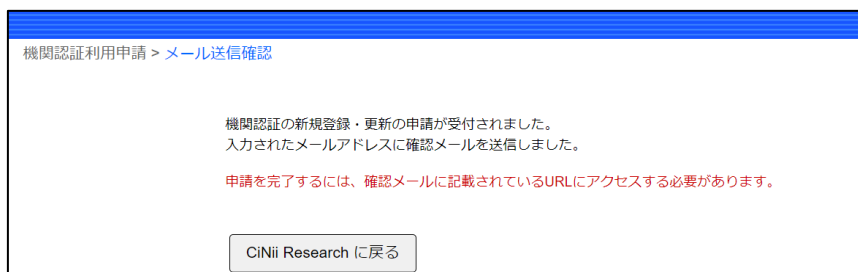 機関認証利用申請 > メール送信確認
機関認証の新規登録・更新の申請が受付されました。
入力されたメールアドレスに確認メールを送信しました。
申請を完了するには、確認メールに記載されているURLにアクセスする必要があります。
CiNii Research に戻る